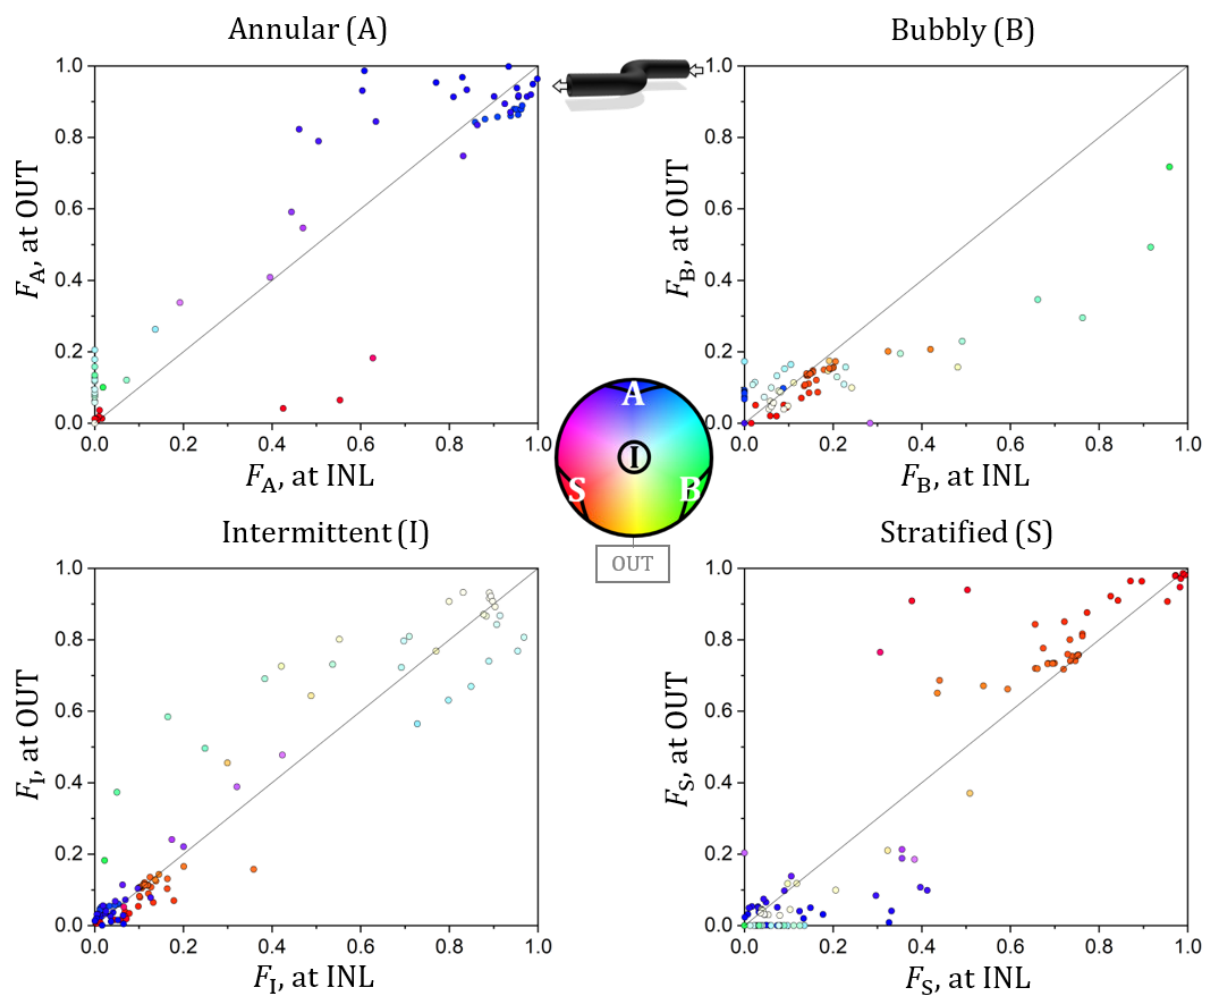 Annular (A)
Bubbly (B)
1.0
0.8
0.6
0.4
0.2
0.0
F_A, at OUT
0.0 0.2 0.4 0.6 0.8 1.0
F_A, at INL
1.0
0.8
0.6
0.4
0.2
0.0
F_B, at OUT
0.0 0.2 0.4 0.6 0.8 1.0
F_B, at INL
A
I
S B
OUT
Intermittent (I)
Stratified (S)
1.0
0.8
0.6
0.4
0.2
0.0
F_I, at OUT
0.0 0.2 0.4 0.6 0.8 1.0
F_I, at INL
1.0
0.8
0.6
0.4
0.2
0.0
F_S, at OUT
0.0 0.2 0.4 0.6 0.8 1.0
F_S, at INL